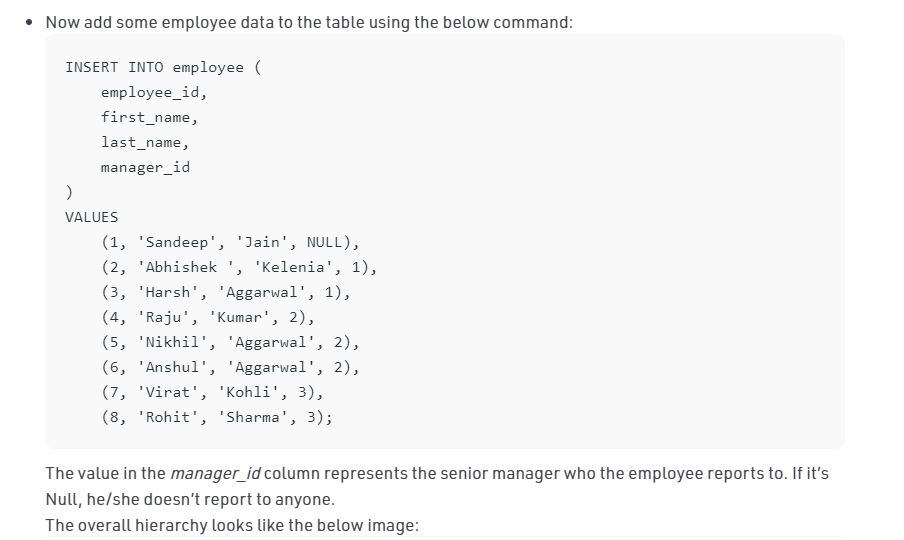 • Now add some employee data to the table using the below command:
INSERT INTO employee (
    employee_id,
    first_name,
    last_name,
    manager_id
)
VALUES
    (1, 'Sandeep', 'Jain', NULL),
    (2, 'Abhishek ', 'Kelenia', 1),
    (3, 'Harsh', 'Aggarwal', 1),
    (4, 'Raju', 'Kumar', 2),
    (5, 'Nikhil', 'Aggarwal', 2),
    (6, 'Anshul', 'Aggarwal', 2),
    (7, 'Virat', 'Kohli', 3),
    (8, 'Rohit', 'Sharma', 3);
The value in the manager_id column represents the senior manager who the employee reports to. If it’s
Null, he/she doesn’t report to anyone.
The overall hierarchy looks like the below image: